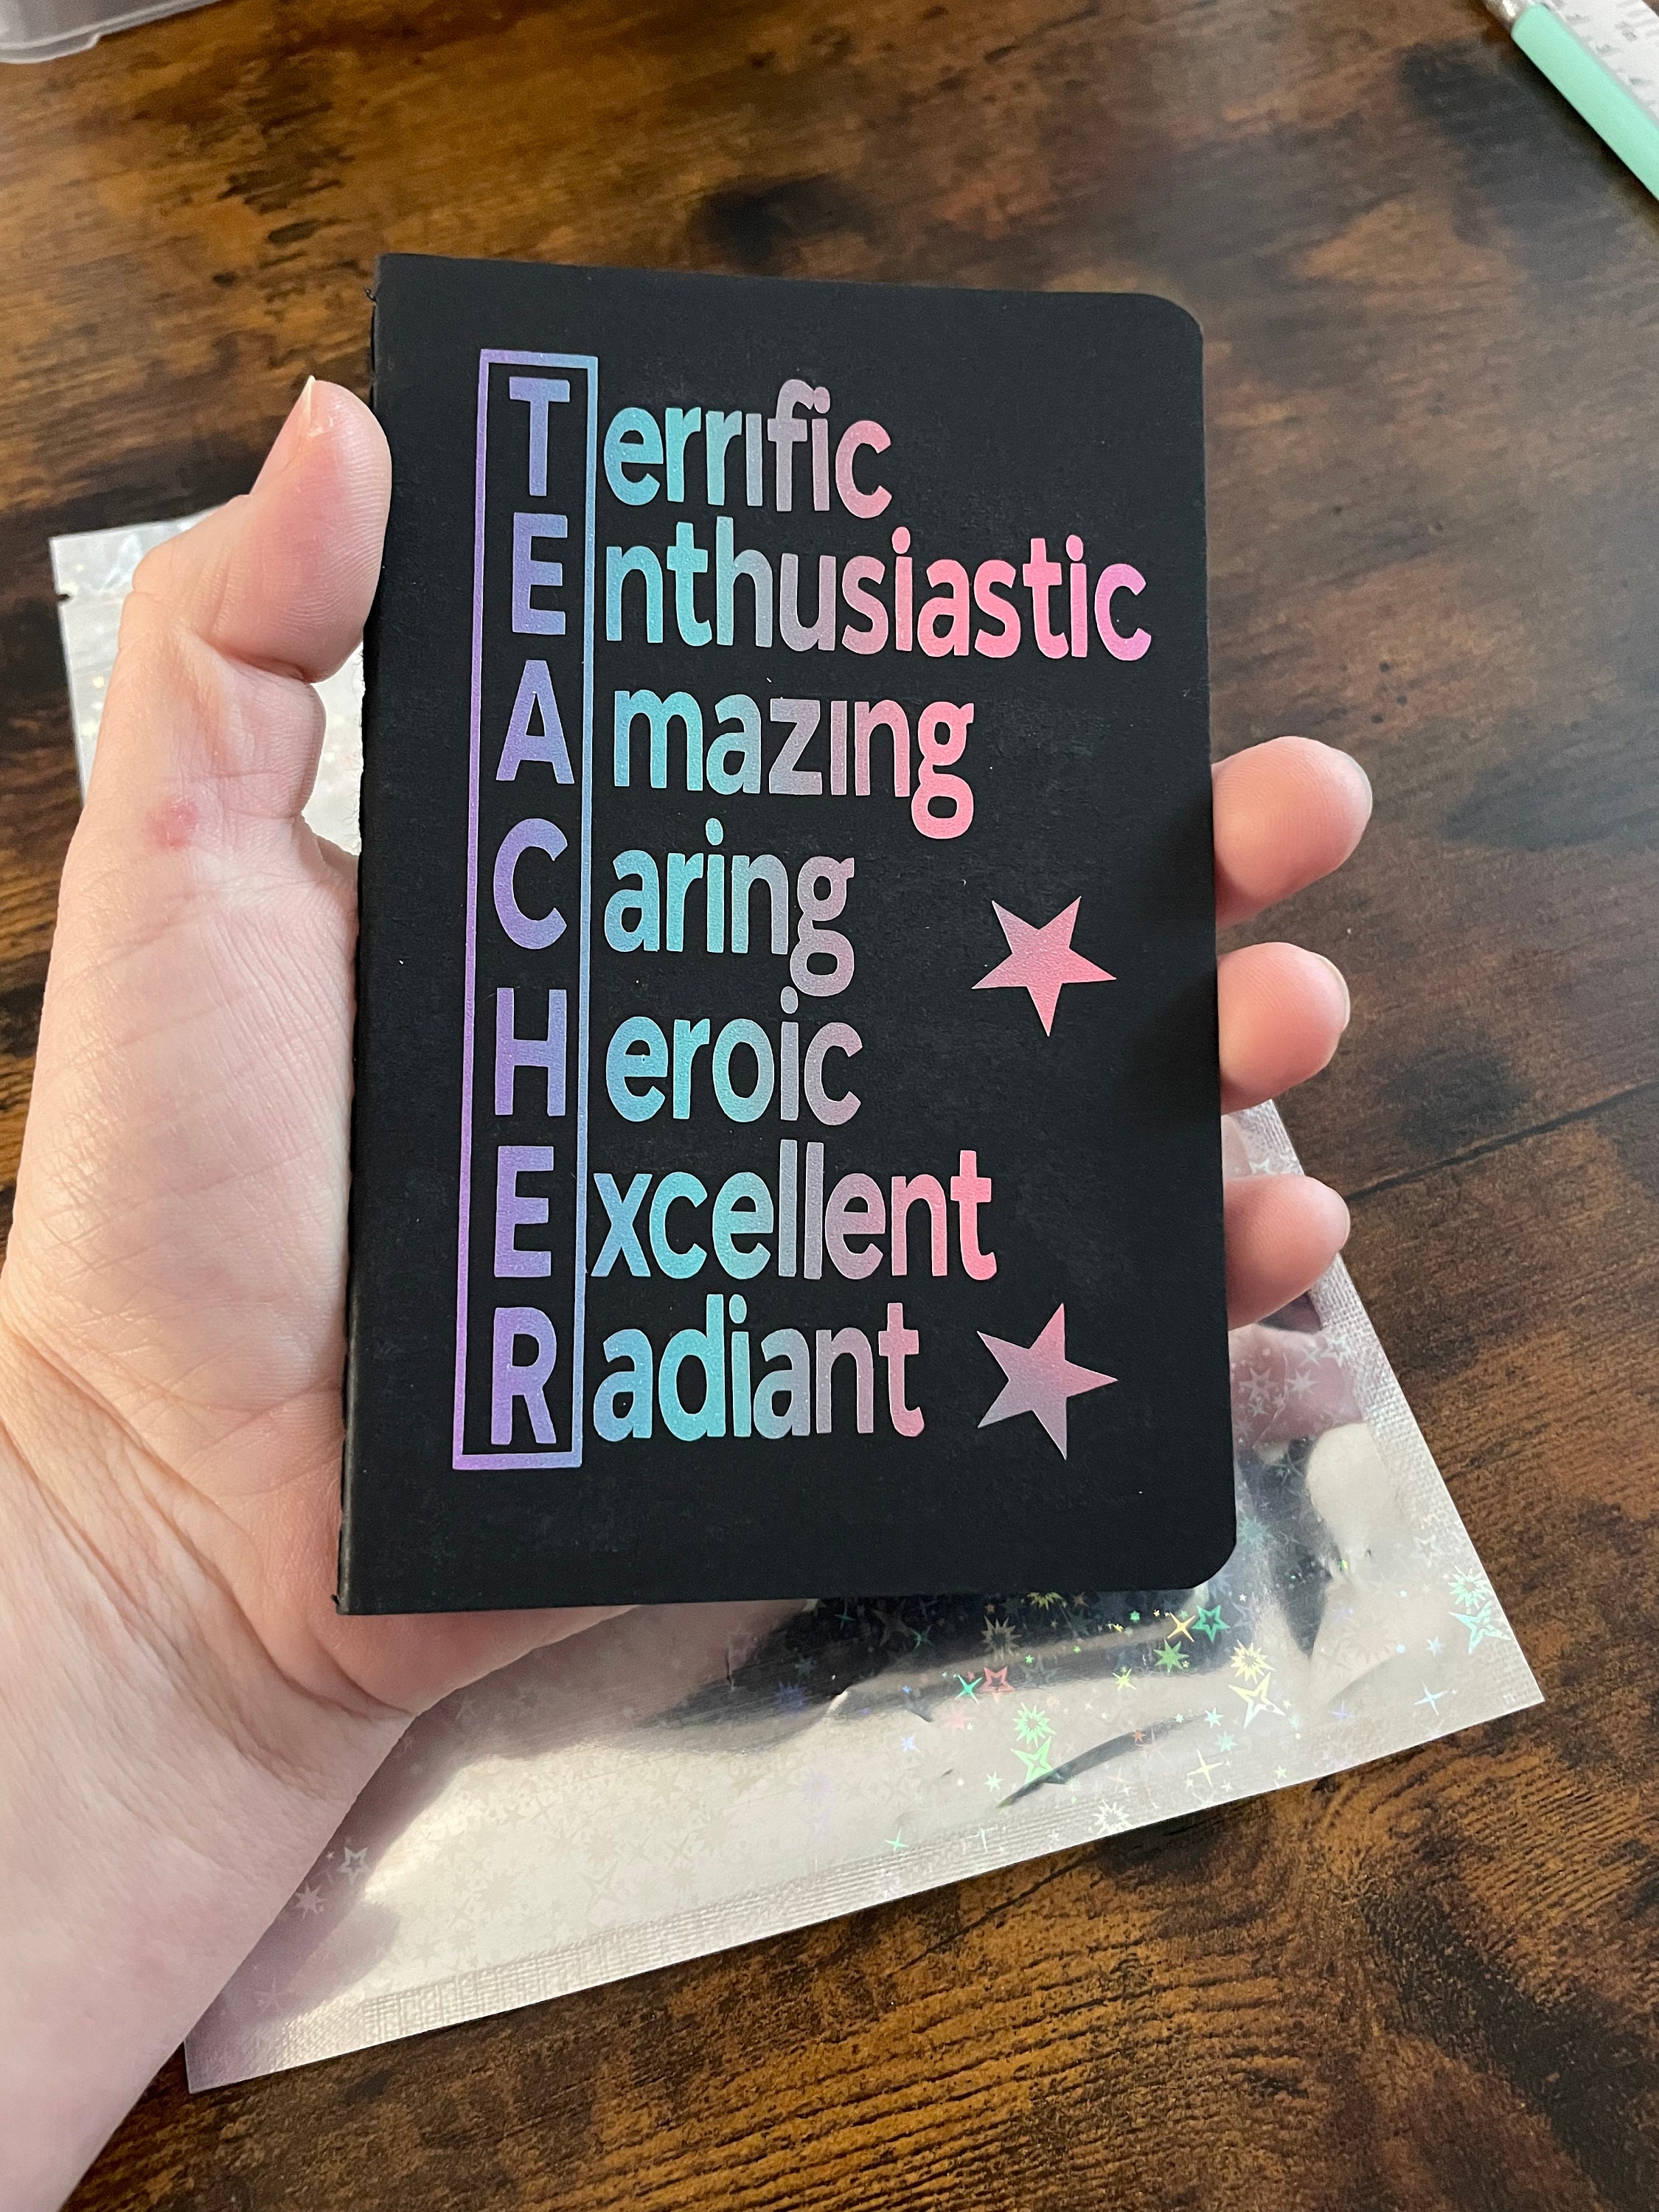 Terrific
Enthusiastic
Amazing
Caring
Heroic
Excellent
Radiant